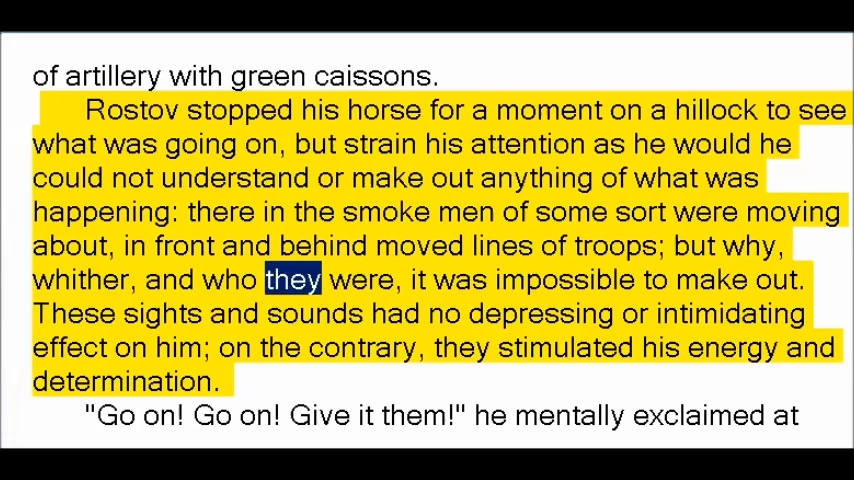 of artillery with green caissons.
Rostov stopped his horse for a moment on a hillock to see
what was going on, but strain his attention as he would he
could not understand or make out anything of what was
happening: there in the smoke men of some sort were moving
about, in front and behind moved lines of troops; but why,
whither, and who they were, it was impossible to make out.
These sights and sounds had no depressing or intimidating
effect on him; on the contrary, they stimulated his energy and
determination.
"Go on! Go on! Give it them!" he mentally exclaimed at